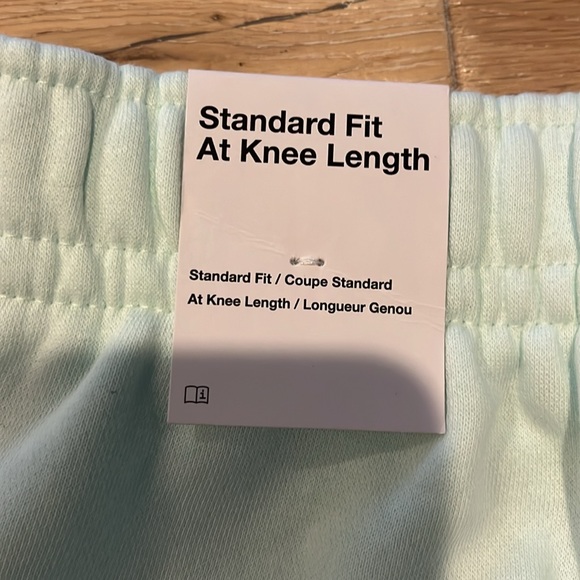 Standard Fit
At Knee Length
Standard Fit / Coupe Standard
At Knee Length / Longueur Genou
i